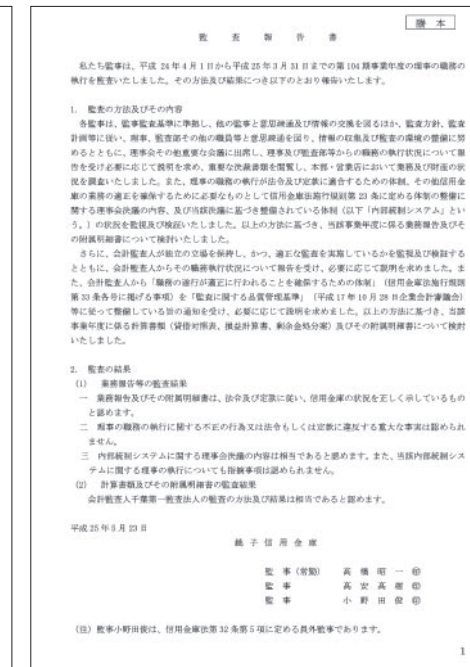 謄本
監査報告書
私たち監事は、平成 24年4月1日から平成 25年3月31日までの第104期事業年度の理事の職務の
執行を監査いたしました。その方法及び結果につき以下のとおり報告いたします。
1. 監査の方法及びその内容
各監事は、監事監査基準に準拠し、他の監事と意思疎通及び情報の交換を図るほか、監査方針、監査
計画等に従い、理事、監査部その他の職員等と意思疎通を図り、情報の収集及び監査の環境の整備に努
めるとともに、理事会その他重要な会議に出席し、理事及び監査部等からの職務の執行状況について報
告を受け必要に応じて説明を求め、重要な決裁書類を閲覧し、本部・営業店において業務及び財産の状
況を調査いたしました。また、理事の職務の執行が法令及び定款に適合するための体制、その他信用金
庫の業務の適正を確保するために必要なものとして信用金庫法施行規則第 23 条に定める体制の整備に
関する理事会決議の内容、及び当該決議に基づき整備されている体制（以下「内部統制システム」とい
う。）の状況を監視及び検証いたしました。以上の方法に基づき、当該事業年度に係る業務報告及びそ
の附属明細書について検討いたしました。
さらに、会計監査人が独立の立場を保持し、かつ、適正な監査を実施しているかを監視及び検証する
とともに、会計監査人からその職務執行状況について報告を受け、必要に応じて説明を求めました。ま
た、会計監査人から「職務の遂行が適正に行われることを確保するための体制」（信用金庫法施行規則
第 33 条各号に掲げる事項）を「監査に関する品質管理基準」（平成 17 年 10 月 28 日企業会計審議会）
等に従って整備している旨の通知を受け、必要に応じて説明を求めました。以上の方法に基づき、当該
事業年度に係る計算書類（貸借対照表、損益計算書、剰余金処分案）及びその附属明細書について検討
いたしました。
2. 監査の結果
(1) 業務報告等の監査結果
一 業務報告及びその附属明細書は、法令及び定款に従い、信用金庫の状況を正しく示しているもの
と認めます。
二 理事の職務の執行に関する不正の行為又は法令もしくは定款に違反する重大な事実は認められ
ません。
三 内部統制システムに関する理事会決議の内容は相当であると認めます。また、当該内部統制シス
テムに関する理事の執行についても指摘事項は認められません。
(2) 計算書類及びその附属明細書の監査結果
会計監査人千葉第一監査法人の監査の方法及び結果は相当であると認めます。
平成 25 年 5 月 23 日
銚子信用金庫
監 事（常勤） 高橋昭一 ㊞
監 事 高安高雄 ㊞
監 事 小野田俊 ㊞
（注）監事小野田俊は、信用金庫法第 32 条第 5 項に定める員外監事であります。
1